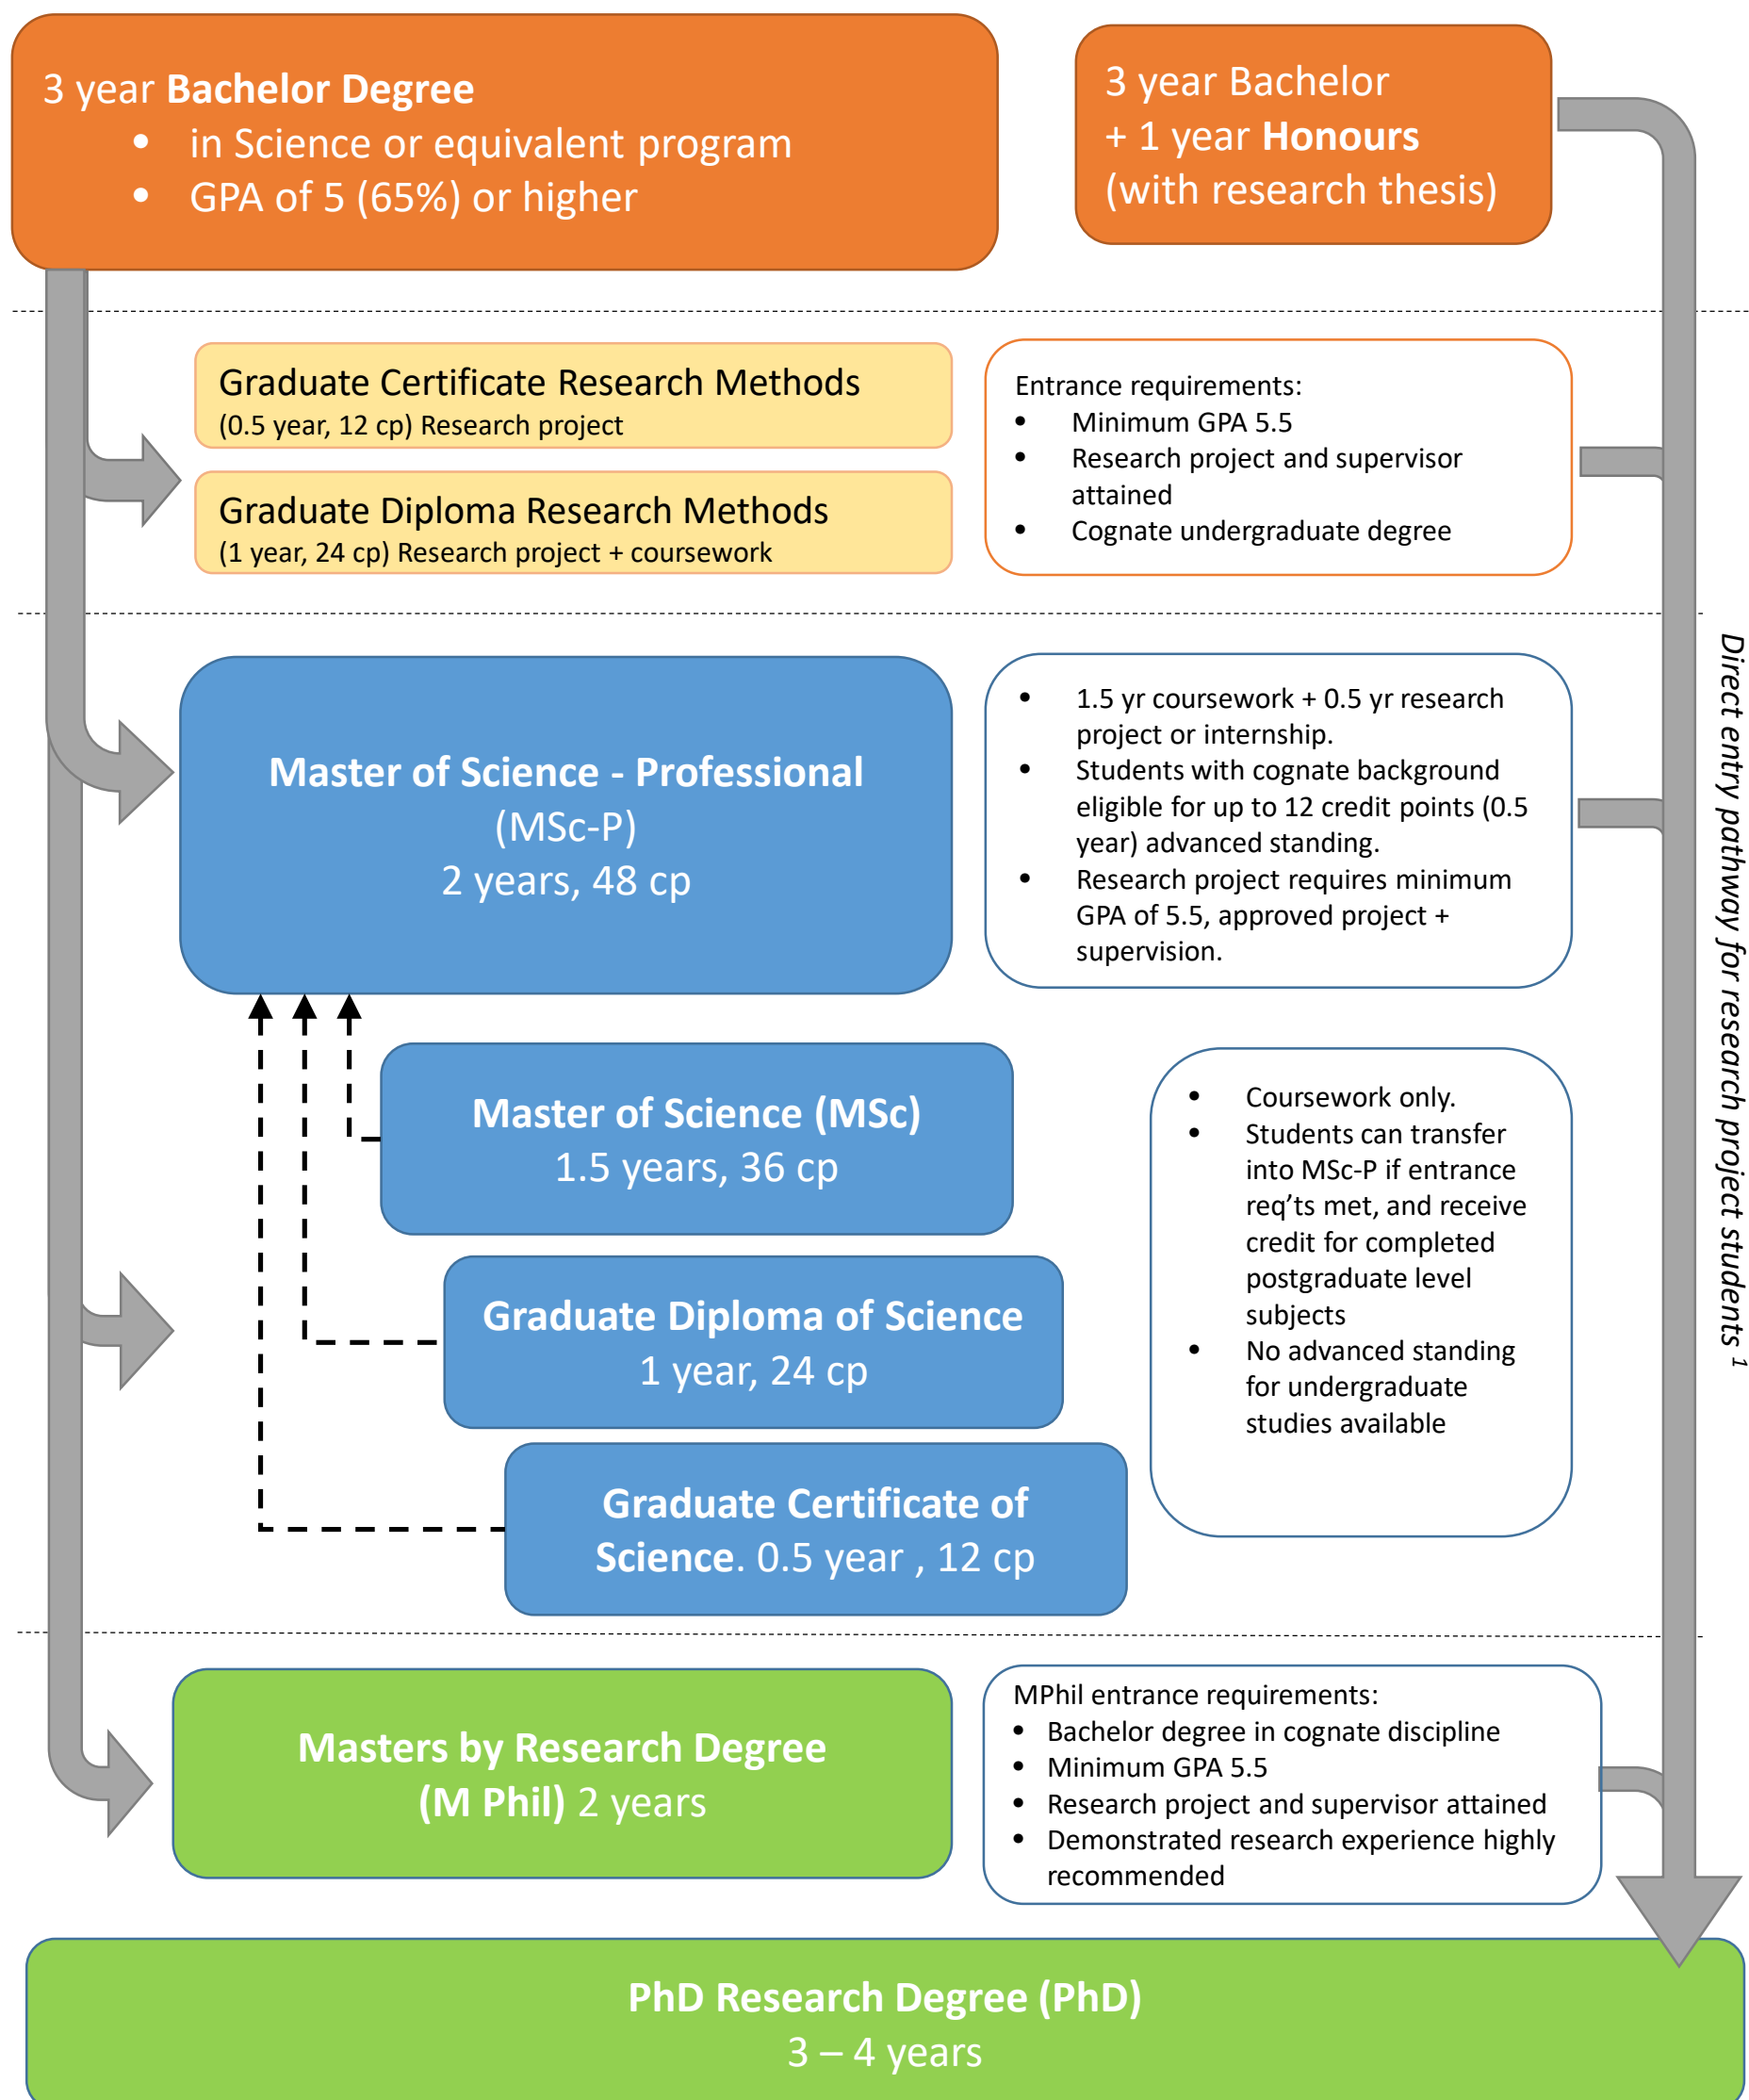 3 year Bachelor Degree
• in Science or equivalent program
• GPA of 5 (65%) or higher
3 year Bachelor
+ 1 year Honours
(with research thesis)
Graduate Certificate Research Methods
(0.5 year, 12 cp) Research project
Graduate Diploma Research Methods
(1 year, 24 cp) Research project + coursework
Entrance requirements:
• Minimum GPA 5.5
• Research project and supervisor
attained
• Cognate undergraduate degree
Master of Science - Professional
(MSc-P)
2 years, 48 cp
• 1.5 yr coursework + 0.5 yr research
project or internship.
• Students with cognate background
eligible for up to 12 credit points (0.5
year) advanced standing.
• Research project requires minimum
GPA of 5.5, approved project +
supervision.
Direct entry pathway for research project students 1
Master of Science (MSc)
1.5 years, 36 cp
Graduate Diploma of Science
1 year, 24 cp
Graduate Certificate of
Science. 0.5 year , 12 cp
• Coursework only.
• Students can transfer
into MSc-P if entrance
req’ts met, and receive
credit for completed
postgraduate level
subjects
• No advanced standing
for undergraduate
studies available
Masters by Research Degree
(M Phil) 2 years
MPhil entrance requirements:
• Bachelor degree in cognate discipline
• Minimum GPA 5.5
• Research project and supervisor attained
• Demonstrated research experience highly
recommended
PhD Research Degree (PhD)
3 – 4 years